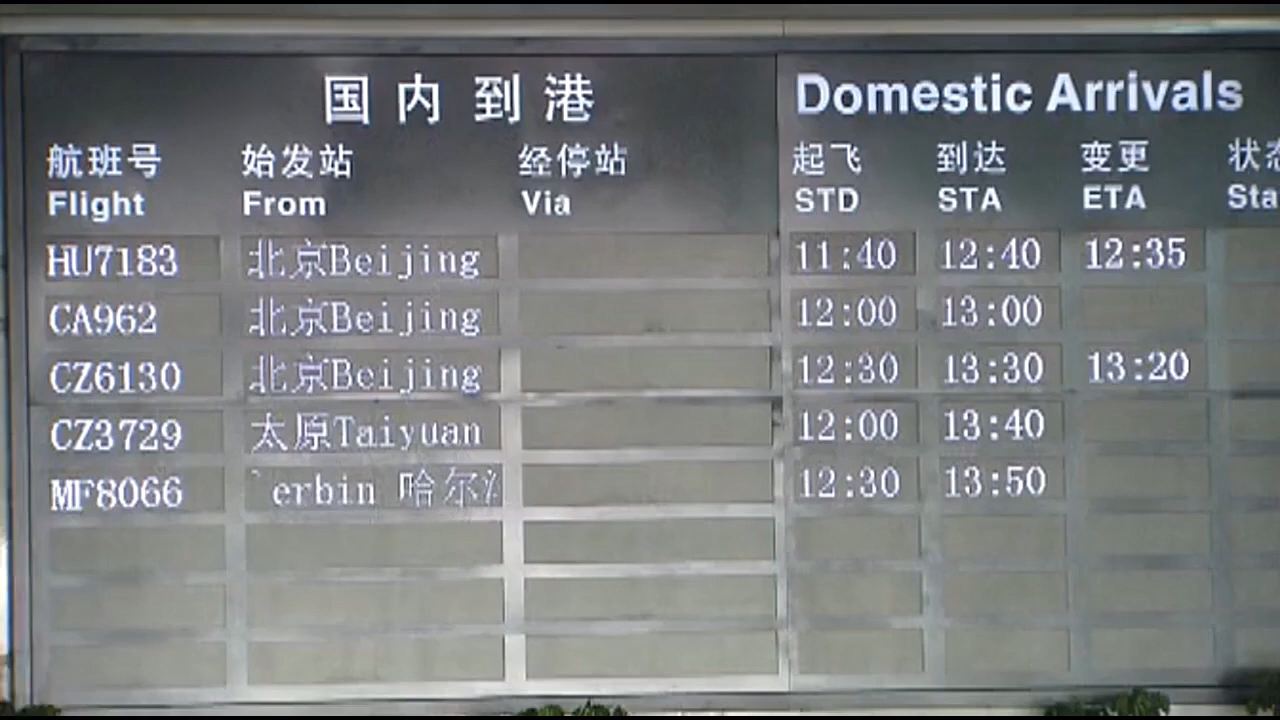 国内到港 Domestic Arrivals
航班号 始发站 经停站 起飞 到达 变更 状态
Flight From Via STD STA ETA Sta
HU7183 北京Beijing 11:40 12:40 12:35
CA962 北京Beijing 12:00 13:00
CZ6130 北京Beijing 12:30 13:30 13:20
CZ3729 太原Taiyuan 12:00 13:40
MF8066 erbin 哈尔 12:30 13:50